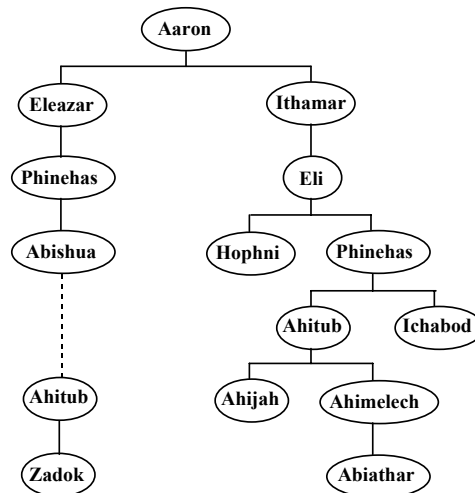 Aaron
Eleazar
Ithamar
Phinehas
Eli
Abishua
Hophni
Phinehas
Ahitub
Ichabod
Ahitub
Ahijah
Ahimelech
Zadok
Abiathar